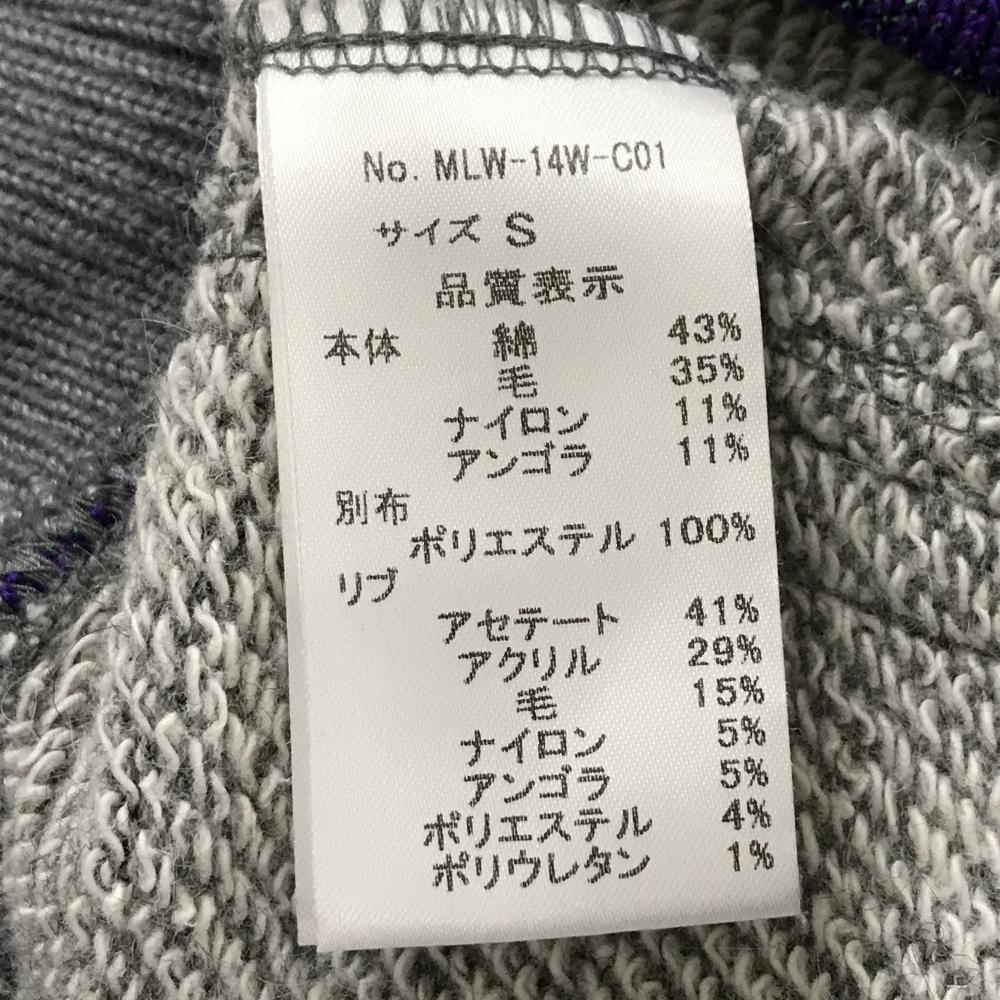 No. MLW-14W-C01
サイズ S
品質表示
本体 綿 43%
毛 35%
ナイロン 11%
アンゴラ 11%
別布
ポリエステル 100%
リブ
アセテート 41%
アクリル 29%
毛 15%
ナイロン 5%
アンゴラ 5%
ポリエステル 4%
ポリウレタン 1%